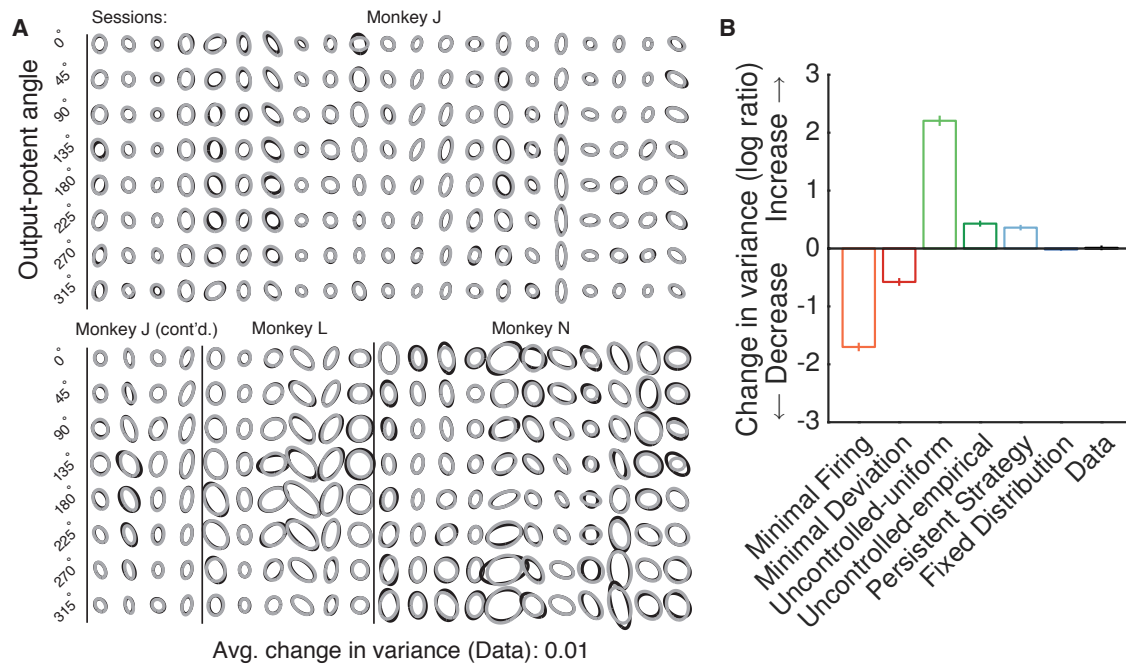 A
Sessions:
Monkey J
Output-potent angle
0°
45°
90°
135°
180°
225°
270°
315°
Monkey J (cont'd.)
Monkey L
Monkey N
0°
45°
90°
135°
180°
225°
270°
315°
Avg. change in variance (Data): 0.01
B
Change in variance (log ratio)
← Decrease
Increase →
3
2
1
0
-1
-2
-3
Minimal Firing
Minimal Deviation
Uncontrolled-uniform
Uncontrolled-empirical
Persistent Strategy
Fixed Distribution
Data